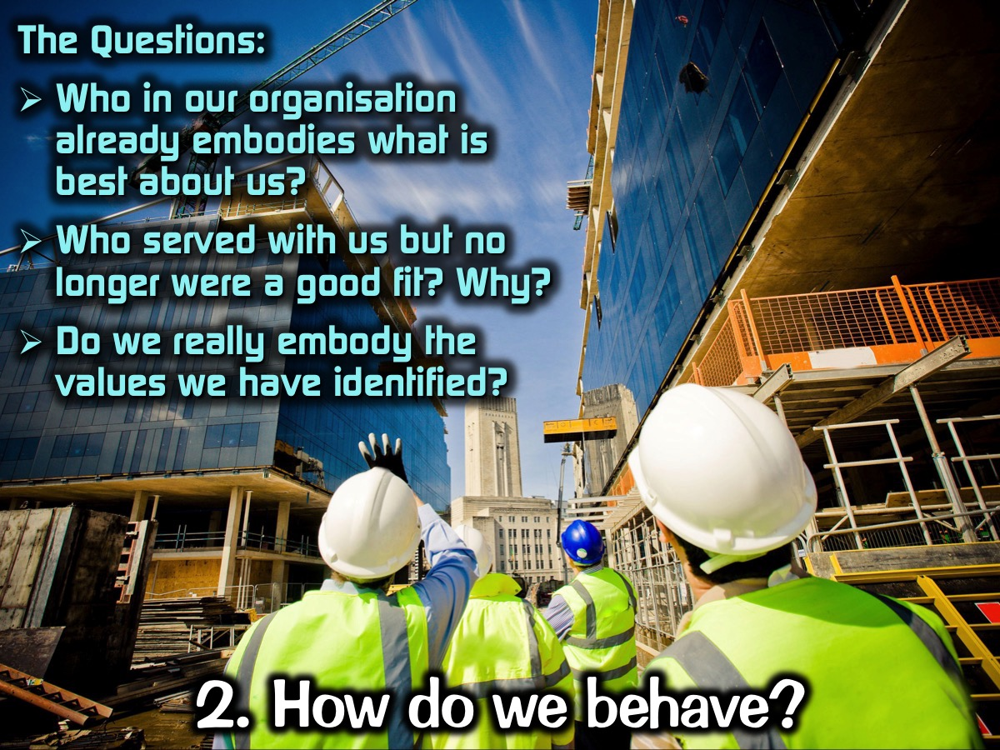 The Questions:
➢ Who in our organisation
already embodies what is
best about us?
➢ Who served with us but no
longer were a good fit? Why?
➢ Do we really embody the
values we have identified?
2. How do we behave?